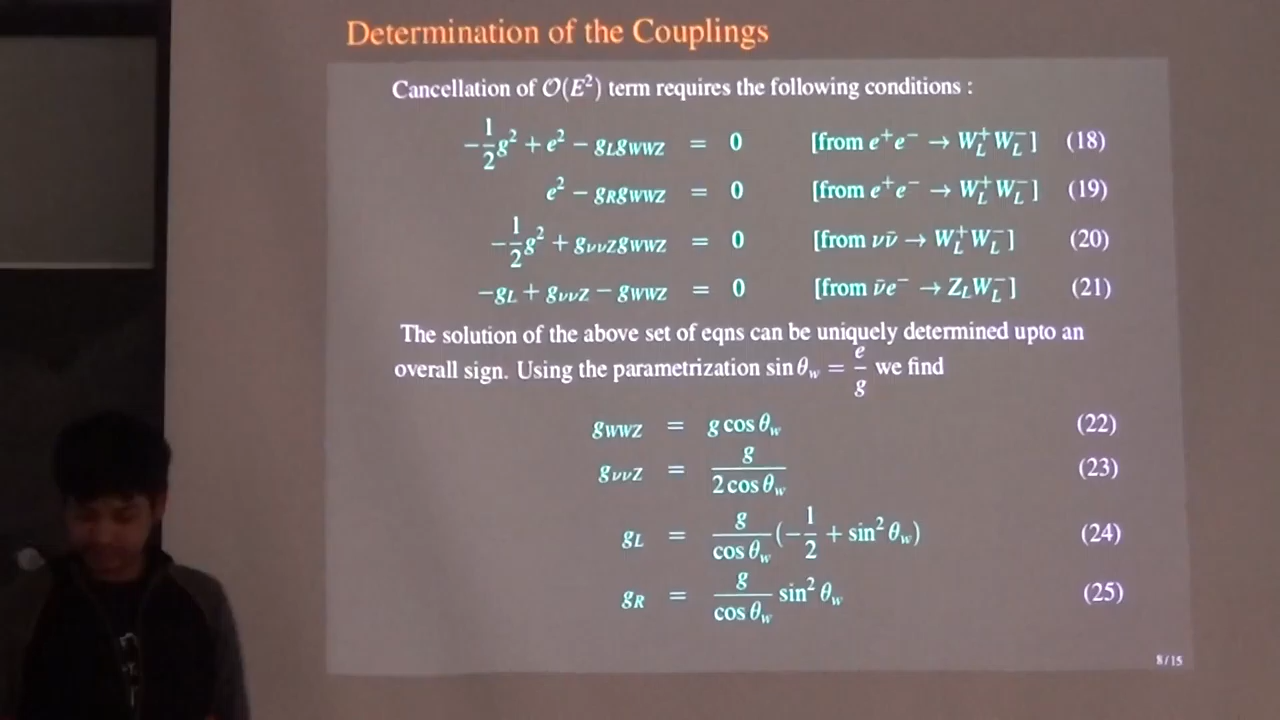 Determination of the Couplings
Cancellation of 𝒪(E²) term requires the following conditions :
−1/2 g² + e² − g_L g_WWZ = 0 [from e⁺e⁻ → W_L⁺ W_L⁻] (18)
e² − g_R g_WWZ = 0 [from e⁺e⁻ → W_L⁺ W_L⁻] (19)
−1/2 g² + g_ννZ g_WWZ = 0 [from νν̄ → W_L⁺ W_L⁻] (20)
−g_L + g_ννZ − g_WWZ = 0 [from ν̄e⁻ → Z_L W_L⁻] (21)
The solution of the above set of eqns can be uniquely determined upto an
overall sign. Using the parametrization sin θ_w = e/g we find
g_WWZ = g cos θ_w (22)
g_ννZ = g / 2 cos θ_w (23)
g_L = g / cos θ_w (−1/2 + sin² θ_w) (24)
g_R = g / cos θ_w sin² θ_w (25)
8/15